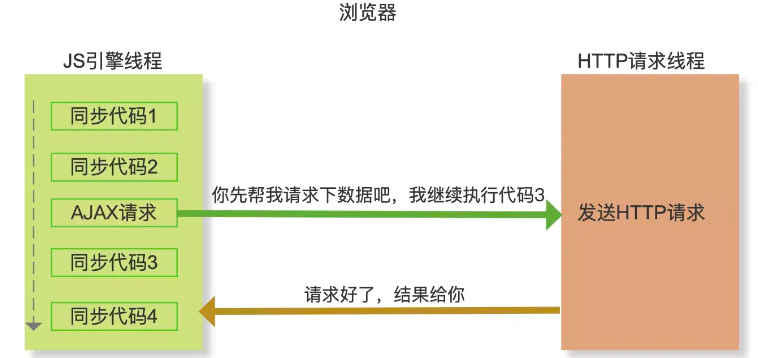 浏览器
JS引擎线程
HTTP请求线程
同步代码1
同步代码2
你先帮我请求下数据吧，我继续执行代码3
AJAX请求
发送HTTP请求
同步代码3
请求好了，结果给你
同步代码4